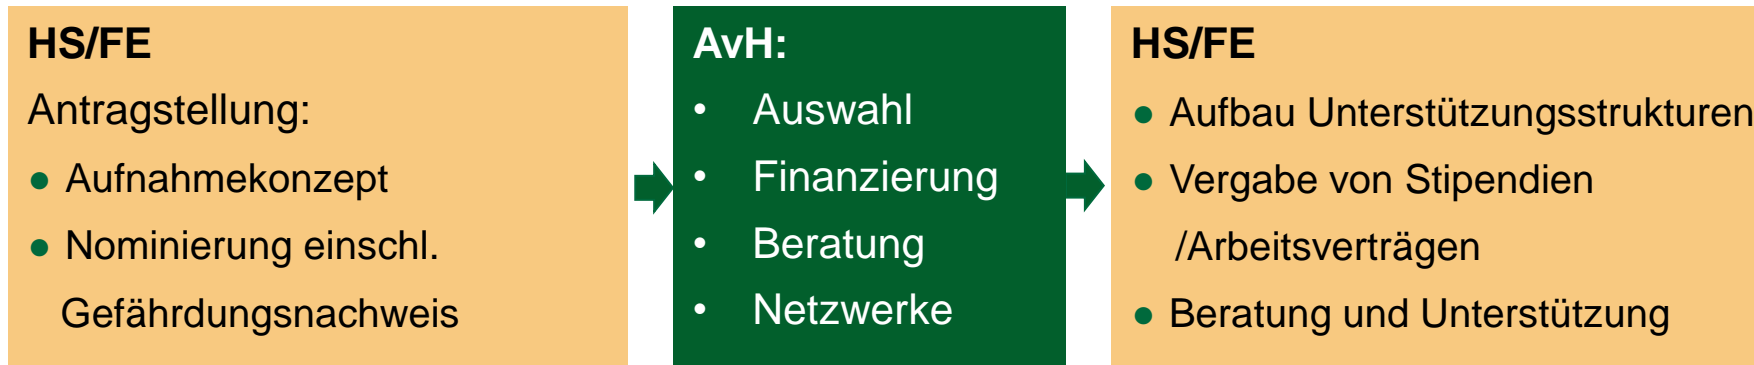 HS/FE
Antragstellung:
● Aufnahmekonzept
● Nominierung einschl.
Gefährdungsnachweis
AvH:
• Auswahl
• Finanzierung
• Beratung
• Netzwerke
HS/FE
● Aufbau Unterstützungsstrukturen
● Vergabe von Stipendien
/Arbeitsverträgen
● Beratung und Unterstützung